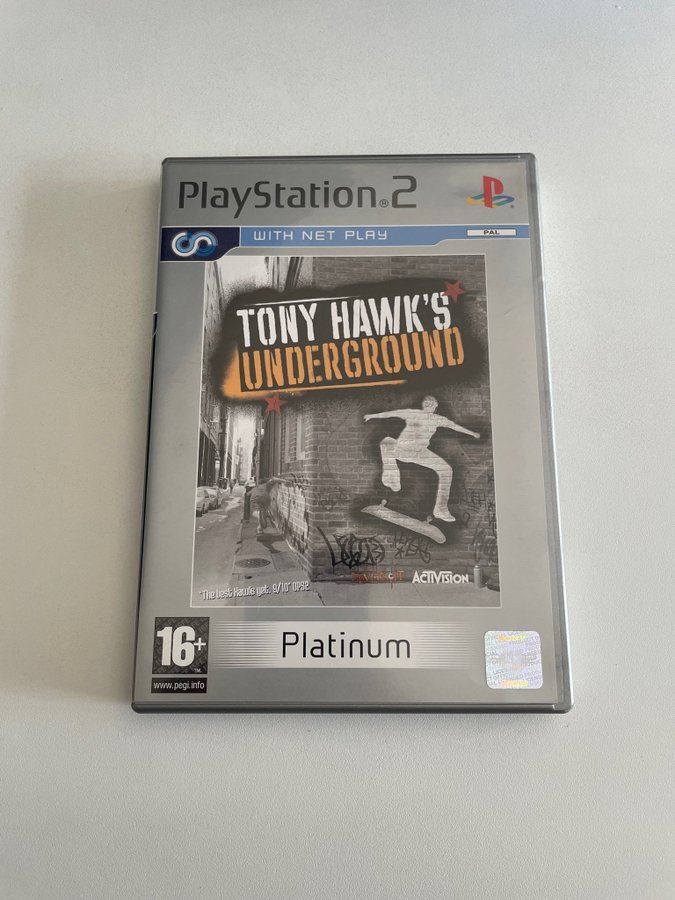 PlayStation®2
WITH NET PLAY
PAL
TONY HAWK'S
UNDERGROUND
"The best Hawks yet. 9/10" OPS2
ACTIVISION
16+
www.pegi.info
Platinum
SONY